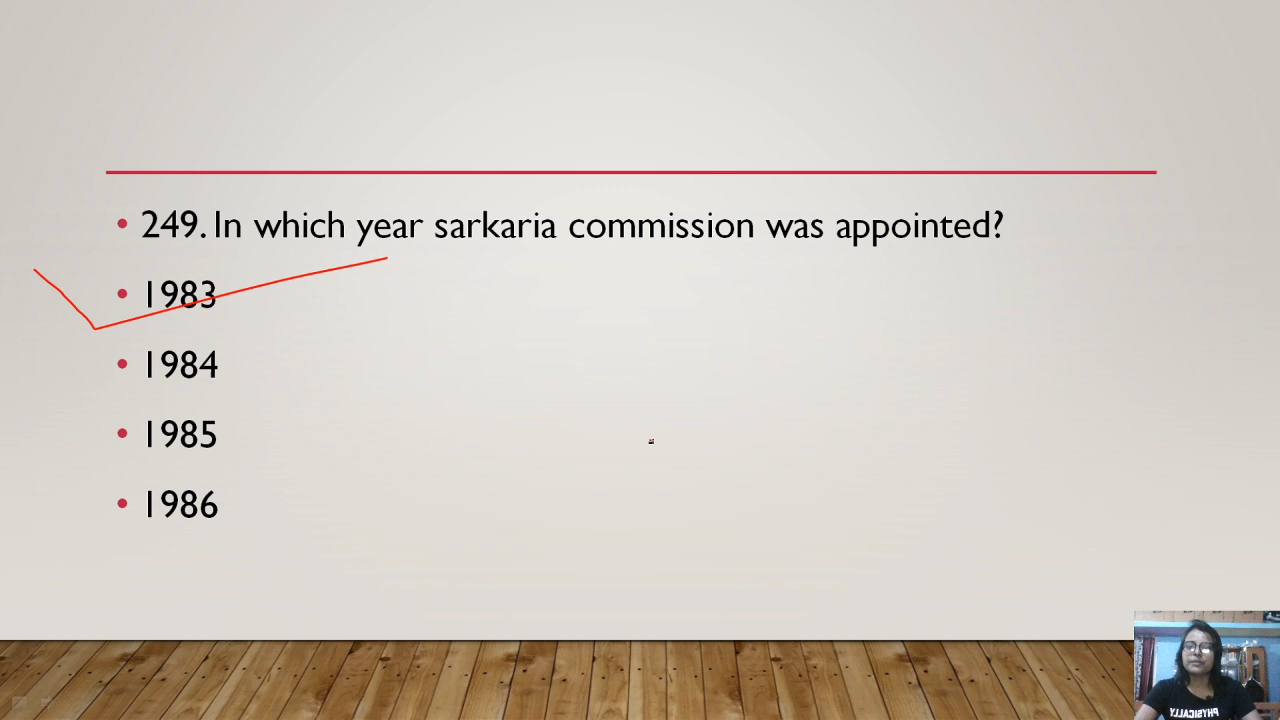 • 249. In which year sarkaria commission was appointed?
• 1983
• 1984
• 1985
• 1986
PHYSICALLY